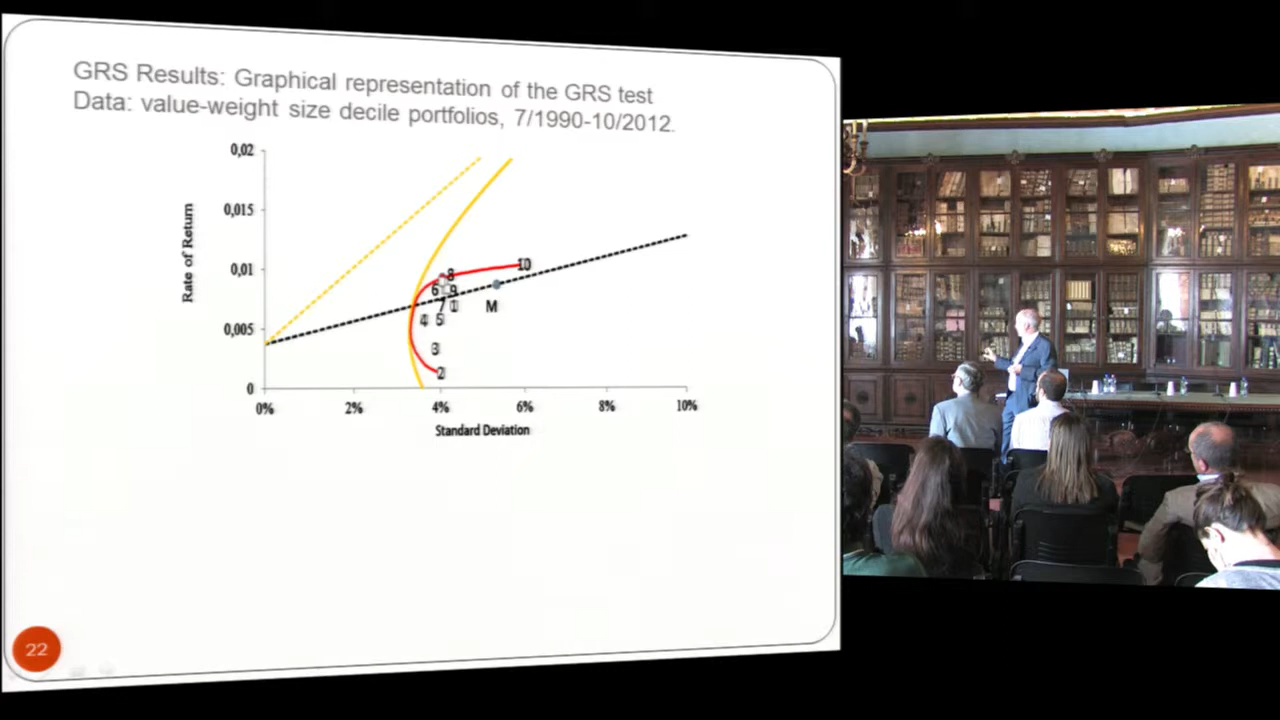 GRS Results: Graphical representation of the GRS test
Data: value-weight size decile portfolios, 7/1990-10/2012.
0,02
0,015
0,01
0,005
0
Rate of Return
10
8
6 9
7 1
M
4 5
3
2
0% 2% 4% 6% 8% 10%
Standard Deviation
22